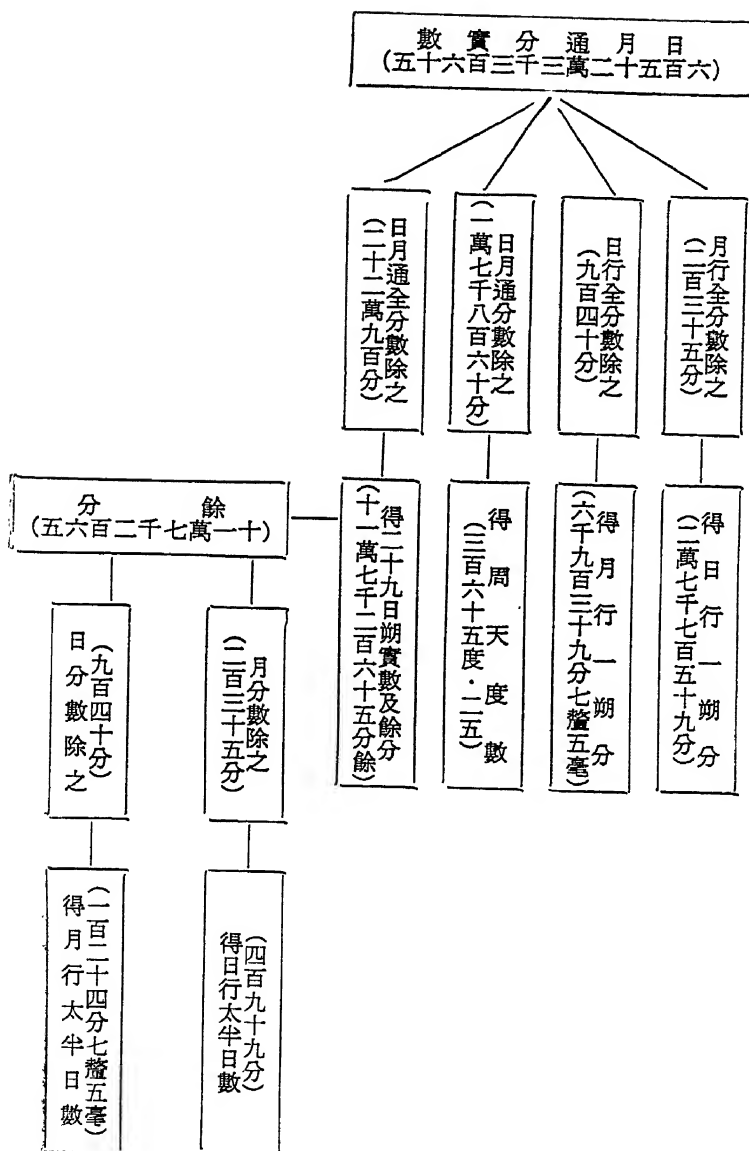 日月通分實數
(六百五十二萬三千三百六十五)
月行全分數除之
(二百三十五分)
日行全分數除之
(九百四十分)
日月通分數除之
(一萬七千八百六十分)
日月通全分數除之
(二十二萬九百分)
得日行一朔分
(二萬七千七百五十九分)
得月行一朔分
(六千九百三十九分七釐五毫)
得周天度數
(三百六十五度·二五)
得二十九日朔實數及餘分
(十一萬七千二百六十五分餘)
餘分
(十一萬七千二百六五)
月分數除之
(二百三十五分)
(九百四十分)
日分數除之
(四百九十九分)
得日行太半日數
(一百二十四分七釐五毫)
得月行太半日數